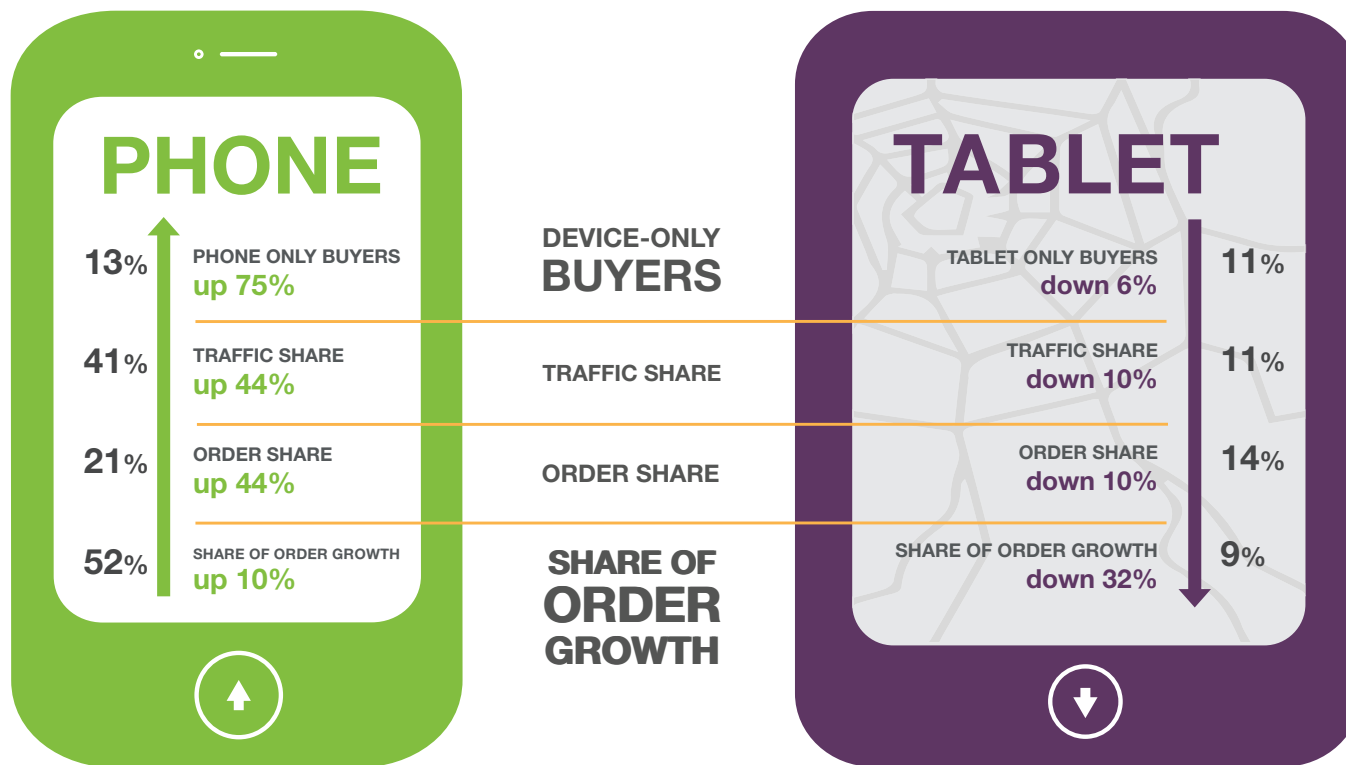 PHONE
13%
PHONE ONLY BUYERS
up 75%
41%
TRAFFIC SHARE
up 44%
21%
ORDER SHARE
up 44%
52%
SHARE OF ORDER GROWTH
up 10%
DEVICE-ONLY
BUYERS
TRAFFIC SHARE
ORDER SHARE
SHARE OF
ORDER
GROWTH
TABLET
TABLET ONLY BUYERS
down 6%
11%
TRAFFIC SHARE
down 10%
11%
ORDER SHARE
down 10%
14%
SHARE OF ORDER GROWTH
down 32%
9%